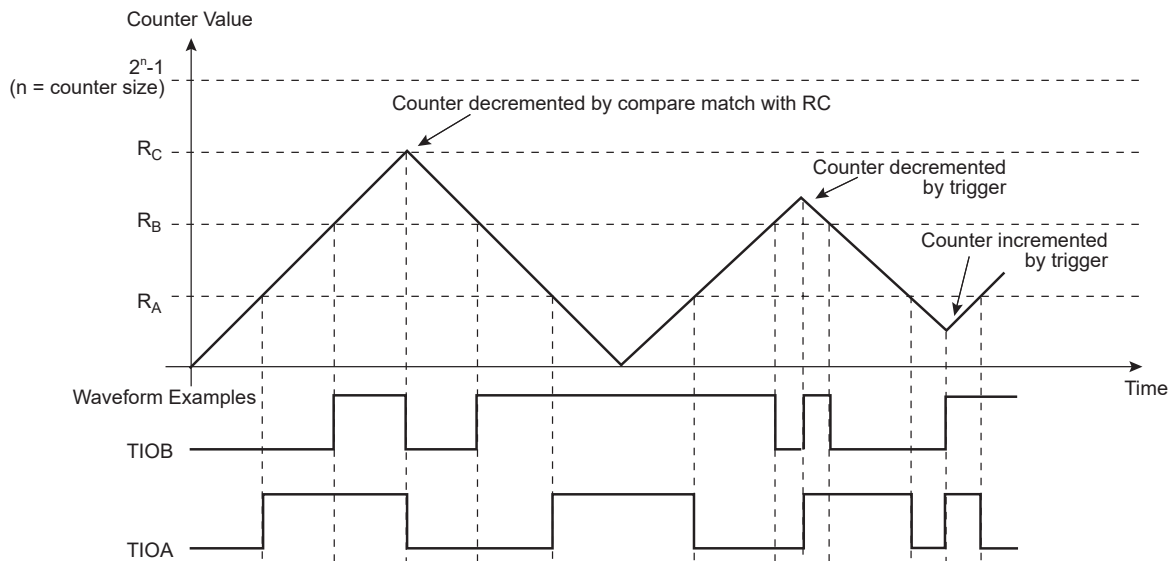 Counter Value
2ⁿ-1
(n = counter size)
Counter decremented by compare match with RC
R_C
Counter decremented
by trigger
R_B
Counter incremented
by trigger
R_A
Time
Waveform Examples
TIOB
TIOA